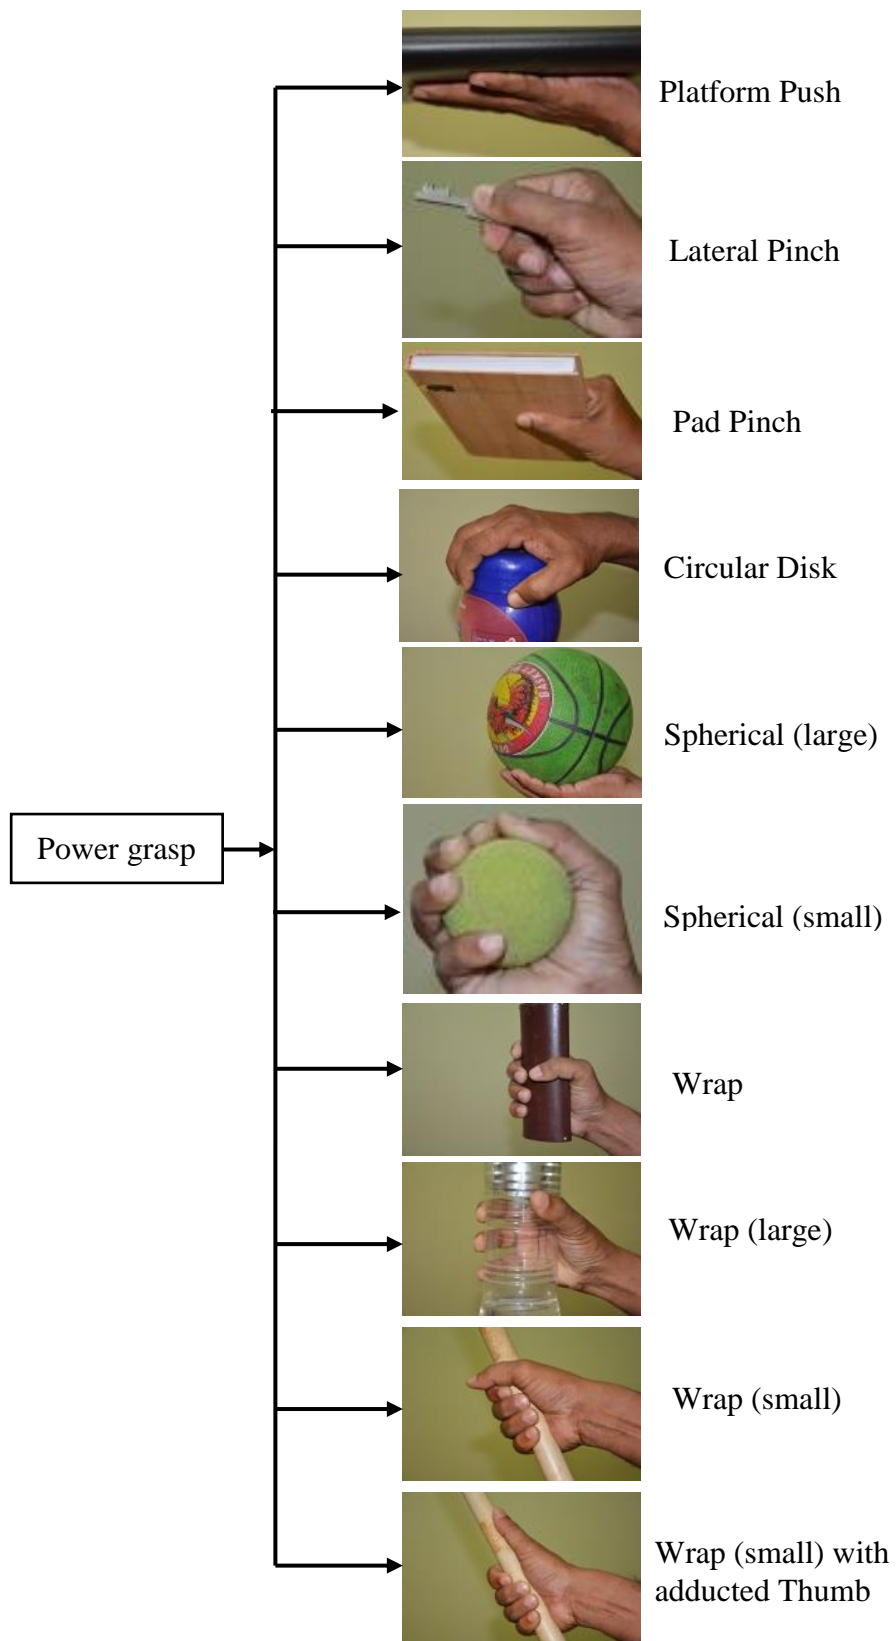 Platform Push
Lateral Pinch
Pad Pinch
Circular Disk
BASKET
Spherical (large)
Power grasp
Spherical (small)
Wrap
Wrap (large)
Wrap (small)
Wrap (small) with
adducted Thumb